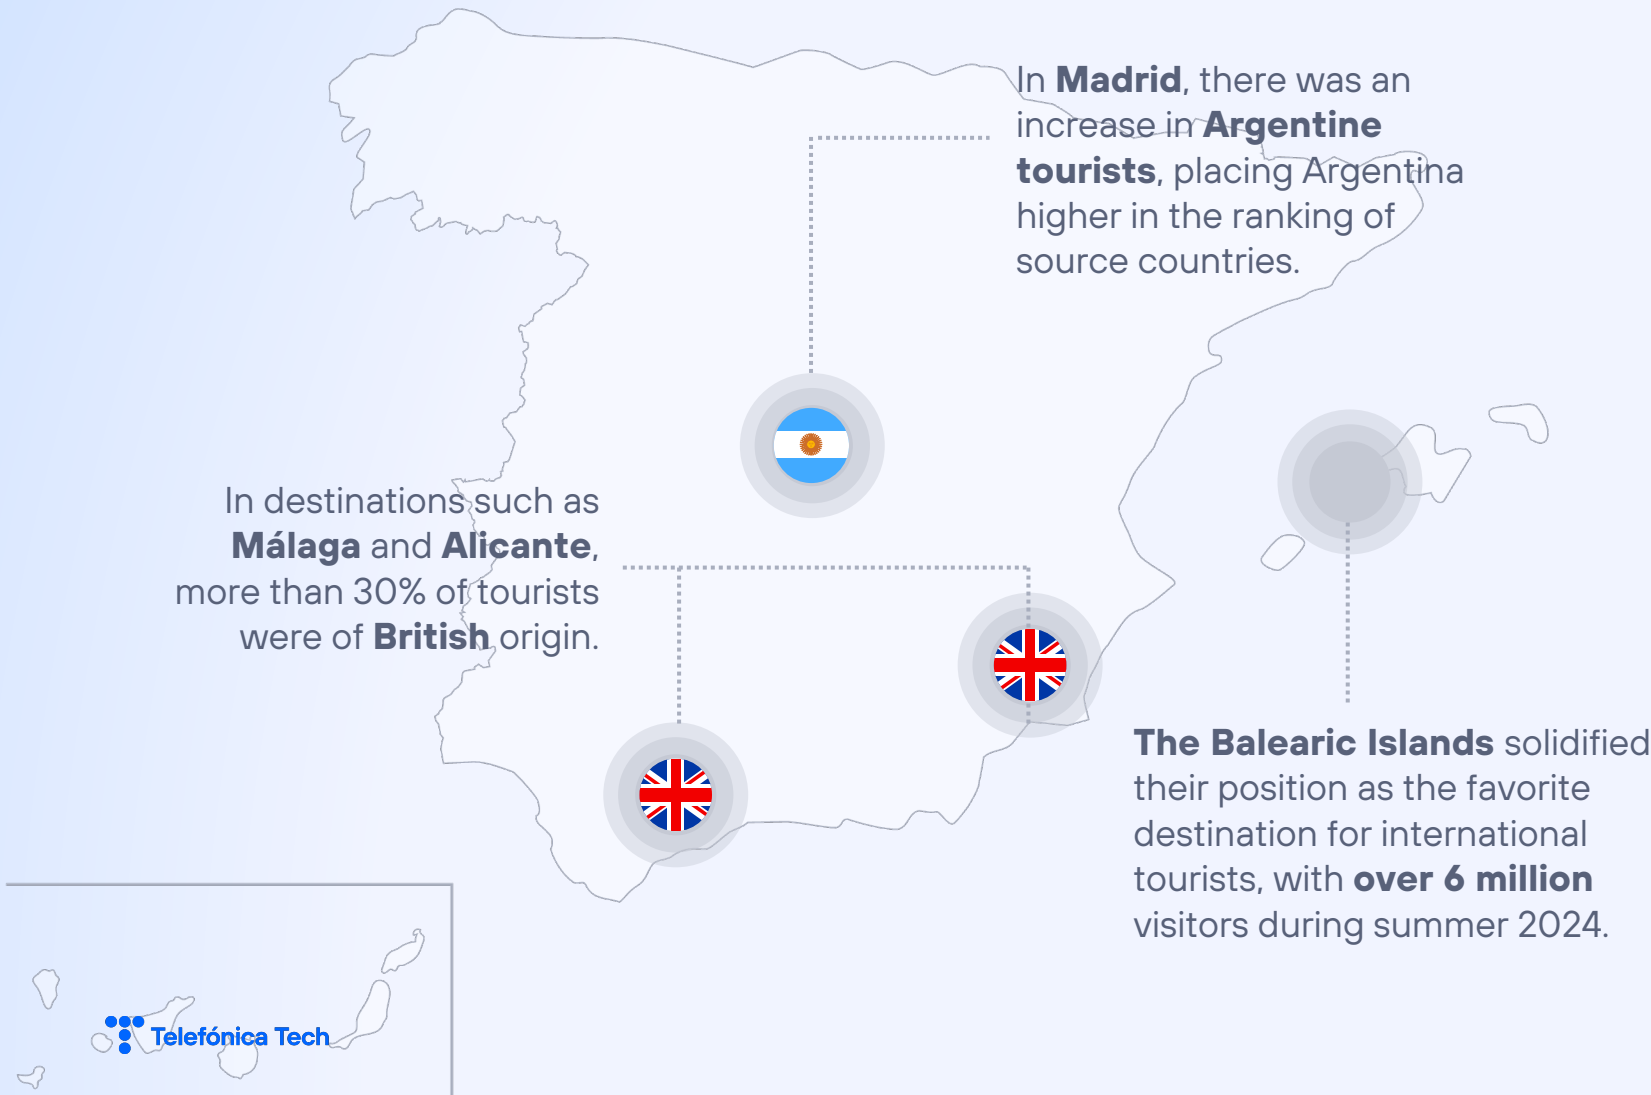 In Madrid, there was an
increase in Argentine
tourists, placing Argentina
higher in the ranking of
source countries.
In destinations such as
Málaga and Alicante,
more than 30% of tourists
were of British origin.
The Balearic Islands solidified
their position as the favorite
destination for international
tourists, with over 6 million
visitors during summer 2024.
Telefónica Tech